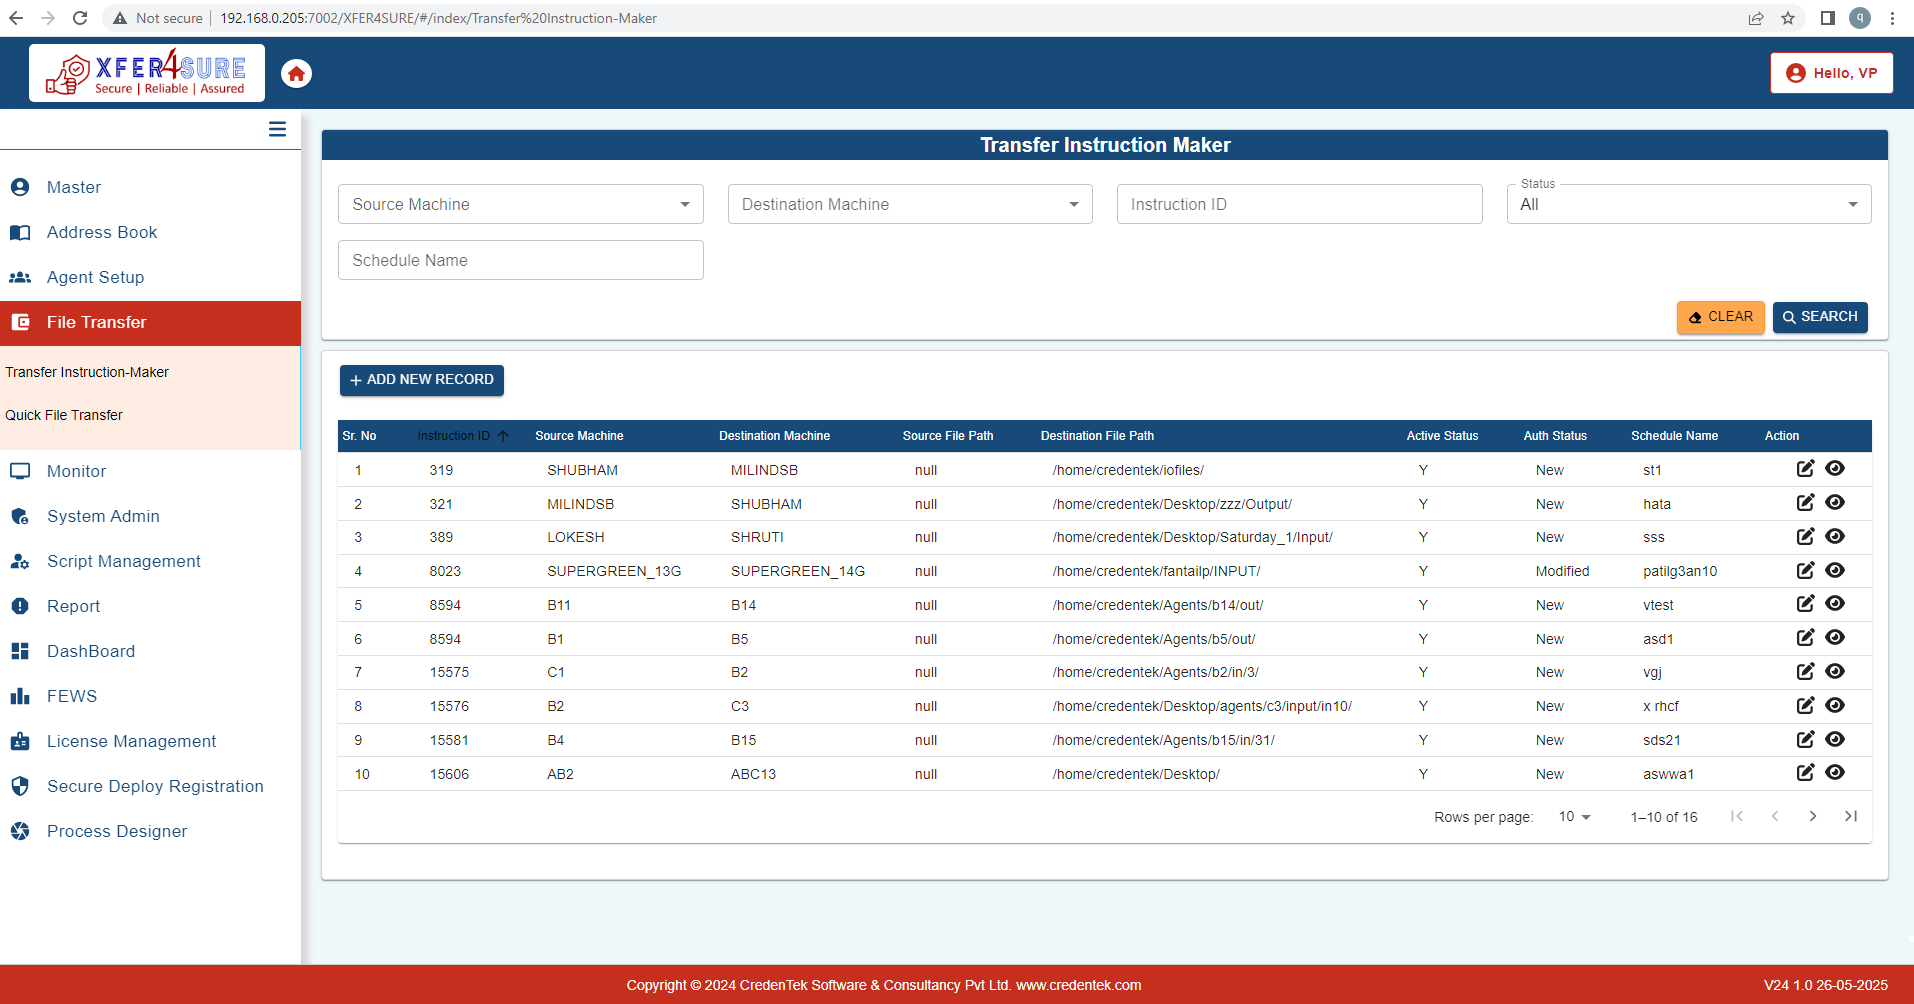 Not secure | 192.168.0.205:7002/XFER4SURE/#/index/Transfer%20Instruction-Maker
q
XFER4SURE
Secure | Reliable | Assured
Hello, VP
Master
Address Book
Agent Setup
File Transfer
Transfer Instruction-Maker
Quick File Transfer
Monitor
System Admin
Script Management
Report
DashBoard
FEWS
License Management
Secure Deploy Registration
Process Designer
Transfer Instruction Maker
Source Machine Destination Machine Instruction ID Status All
Schedule Name
CLEAR SEARCH
+ ADD NEW RECORD
Sr. No Instruction ID Source Machine Destination Machine Source File Path Destination File Path Active Status Auth Status Schedule Name Action
1 319 SHUBHAM MILINDSB null /home/credentek/iofiles/ Y New st1
2 321 MILINDSB SHUBHAM null /home/credentek/Desktop/zzz/Output/ Y New hata
3 389 LOKESH SHRUTI null /home/credentek/Desktop/Saturday_1/Input/ Y New sss
4 8023 SUPERGREEN_13G SUPERGREEN_14G null /home/credentek/fantailp/INPUT/ Y Modified patilg3an10
5 8594 B11 B14 null /home/credentek/Agents/b14/out/ Y New vtest
6 8594 B1 B5 null /home/credentek/Agents/b5/out/ Y New asd1
7 15575 C1 B2 null /home/credentek/Agents/b2/in/3/ Y New vgj
8 15576 B2 C3 null /home/credentek/Desktop/agents/c3/input/in10/ Y New x rhcf
9 15581 B4 B15 null /home/credentek/Agents/b15/in/31/ Y New sds21
10 15606 AB2 ABC13 null /home/credentek/Desktop/ Y New aswwa1
Rows per page: 10 1–10 of 16
Copyright © 2024 CredenTek Software & Consultancy Pvt Ltd. www.credentek.com
V24 1.0 26-05-2025